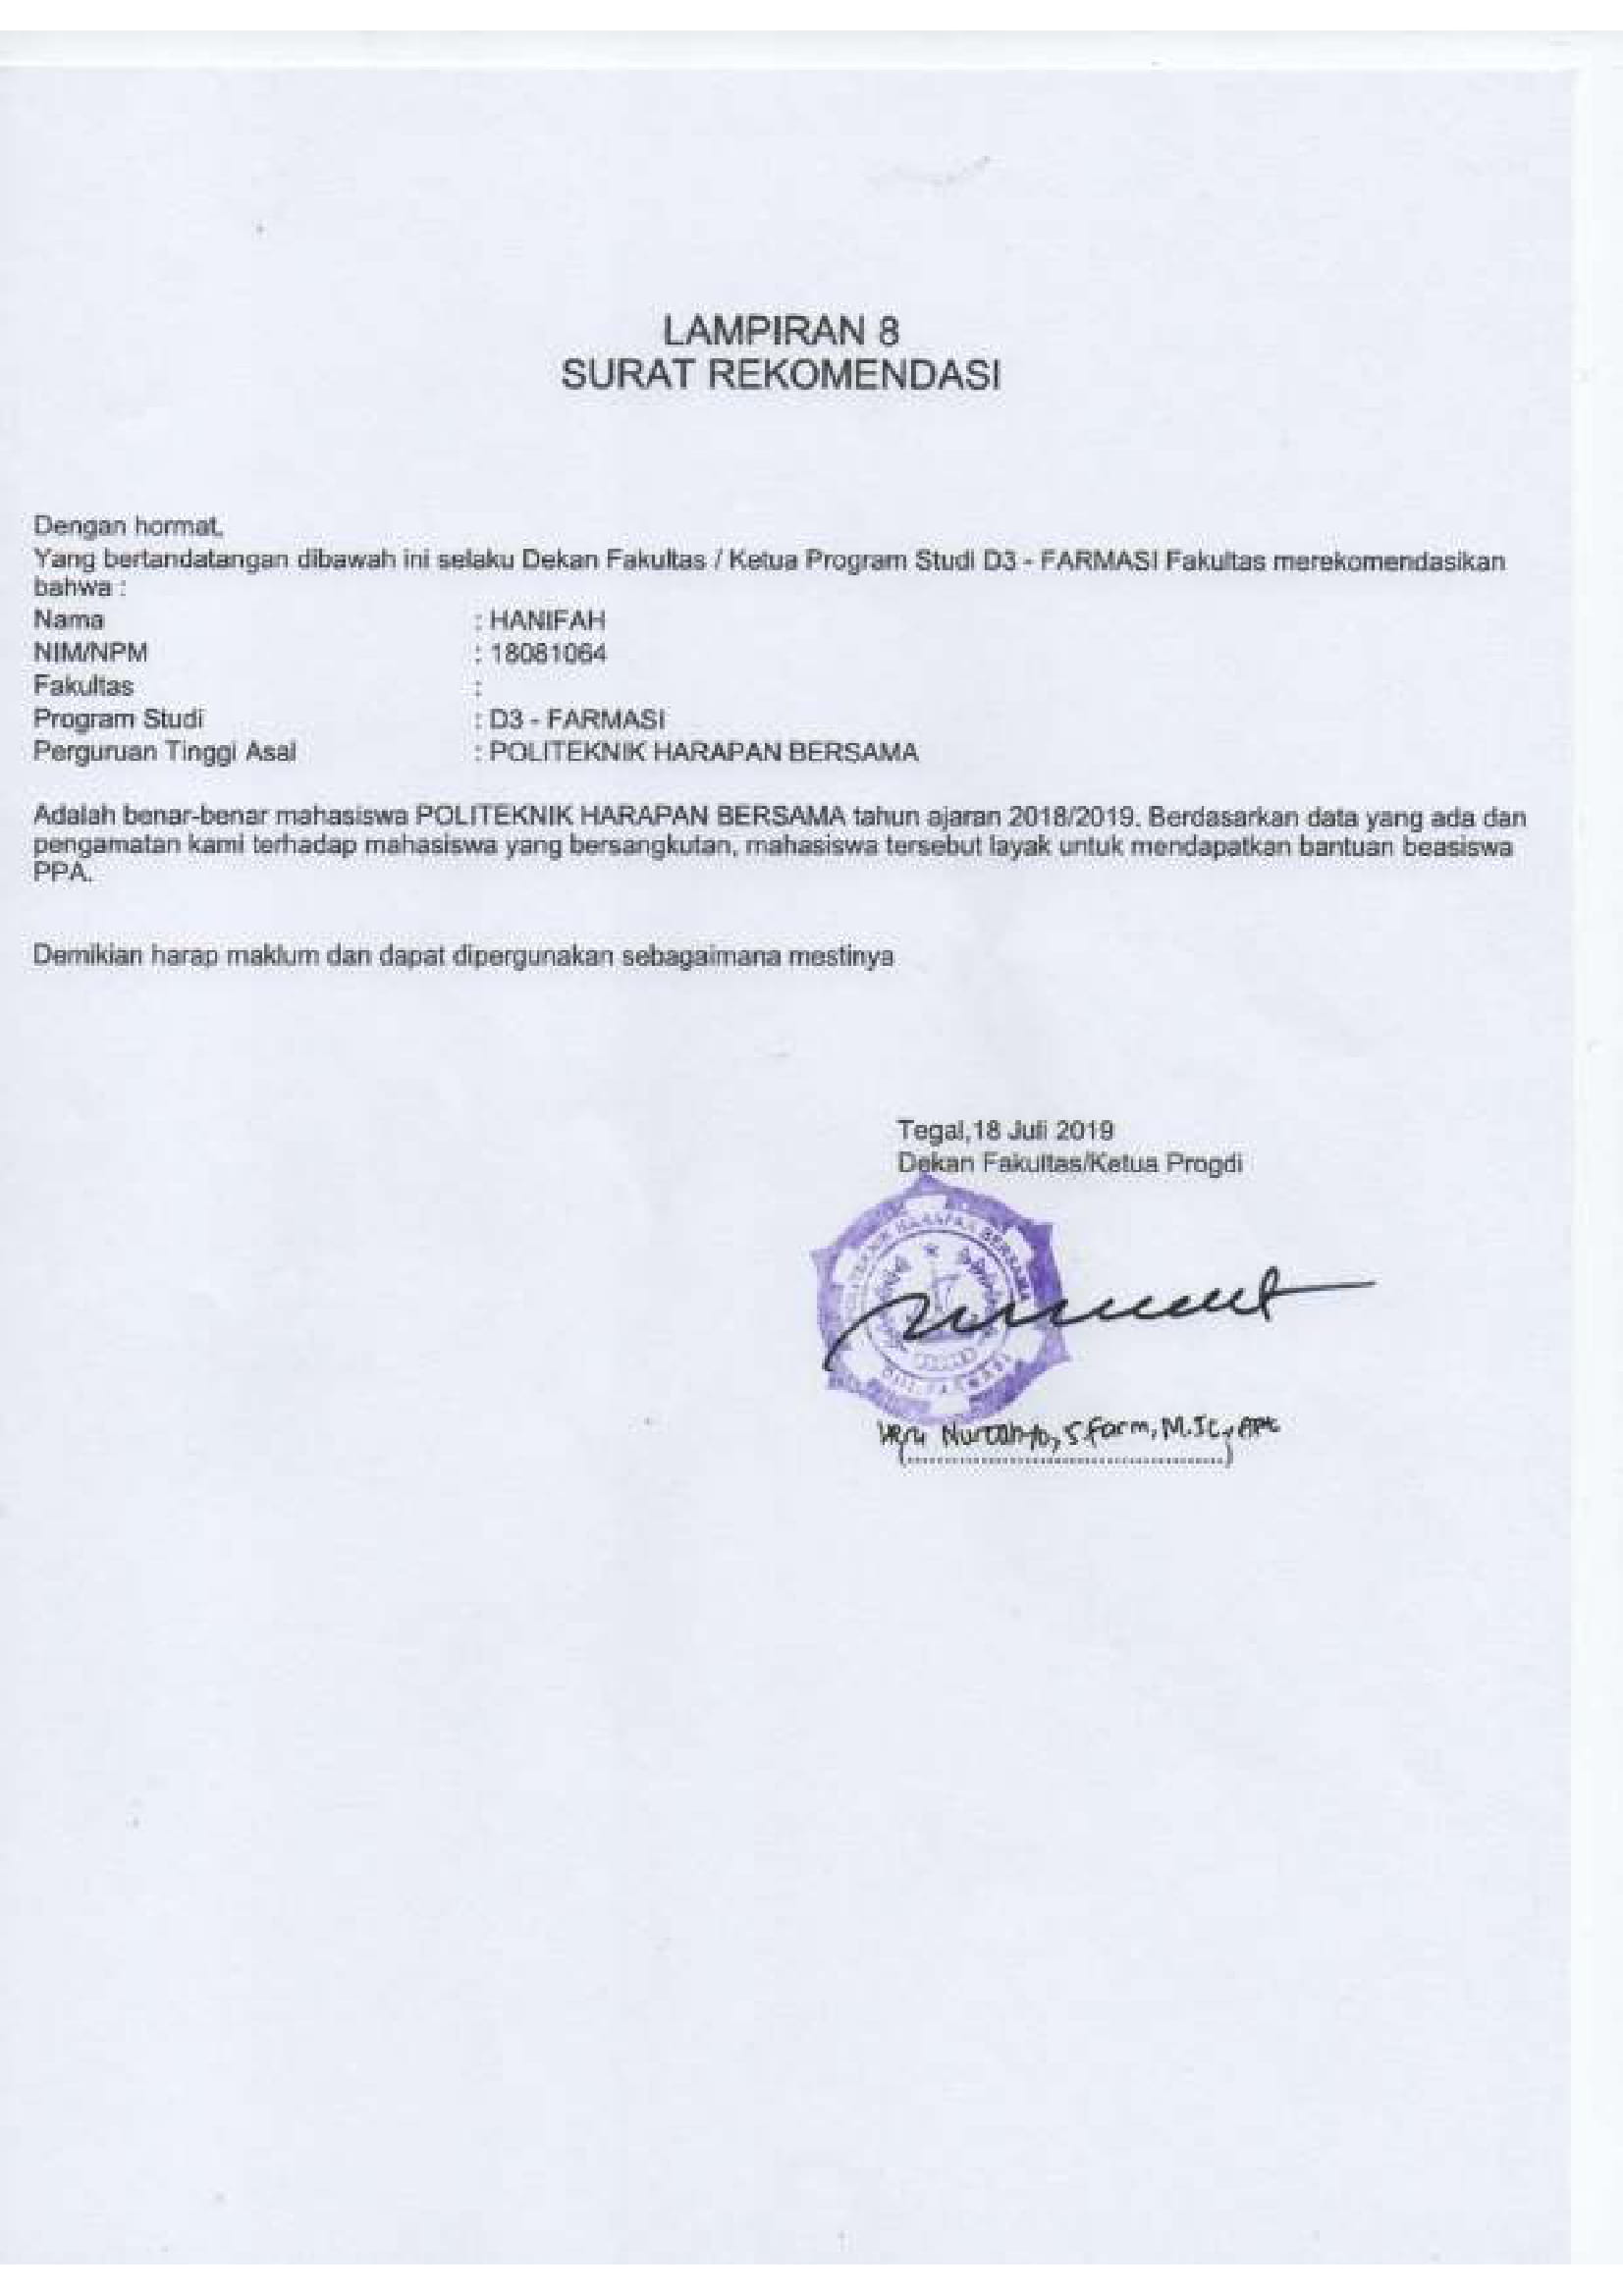 LAMPIRAN 8
SURAT REKOMENDASI
Dengan hormat,
Yang bertandatangan dibawah ini selaku Dekan Fakultas / Ketua Program Studi D3 - FARMASI Fakultas merekomendasikan
bahwa :
Nama : HANIFAH
NIM/NPM : 18081064
Fakultas :
Program Studi : D3 - FARMASI
Perguruan Tinggi Asal : POLITEKNIK HARAPAN BERSAMA
Adalah benar-benar mahasiswa POLITEKNIK HARAPAN BERSAMA tahun ajaran 2018/2019. Berdasarkan data yang ada dan
pengamatan kami terhadap mahasiswa yang bersangkutan, mahasiswa tersebut layak untuk mendapatkan bantuan beasiswa
PPA.
Demikian harap maklum dan dapat dipergunakan sebagaimana mestinya
Tegal,18 Juli 2019
Dekan Fakultas/Ketua Progdi
HARAPAN BERSAMA
FARMASI
Nurcahyo, S.Farm, M.Sc, Apt
(........................................)